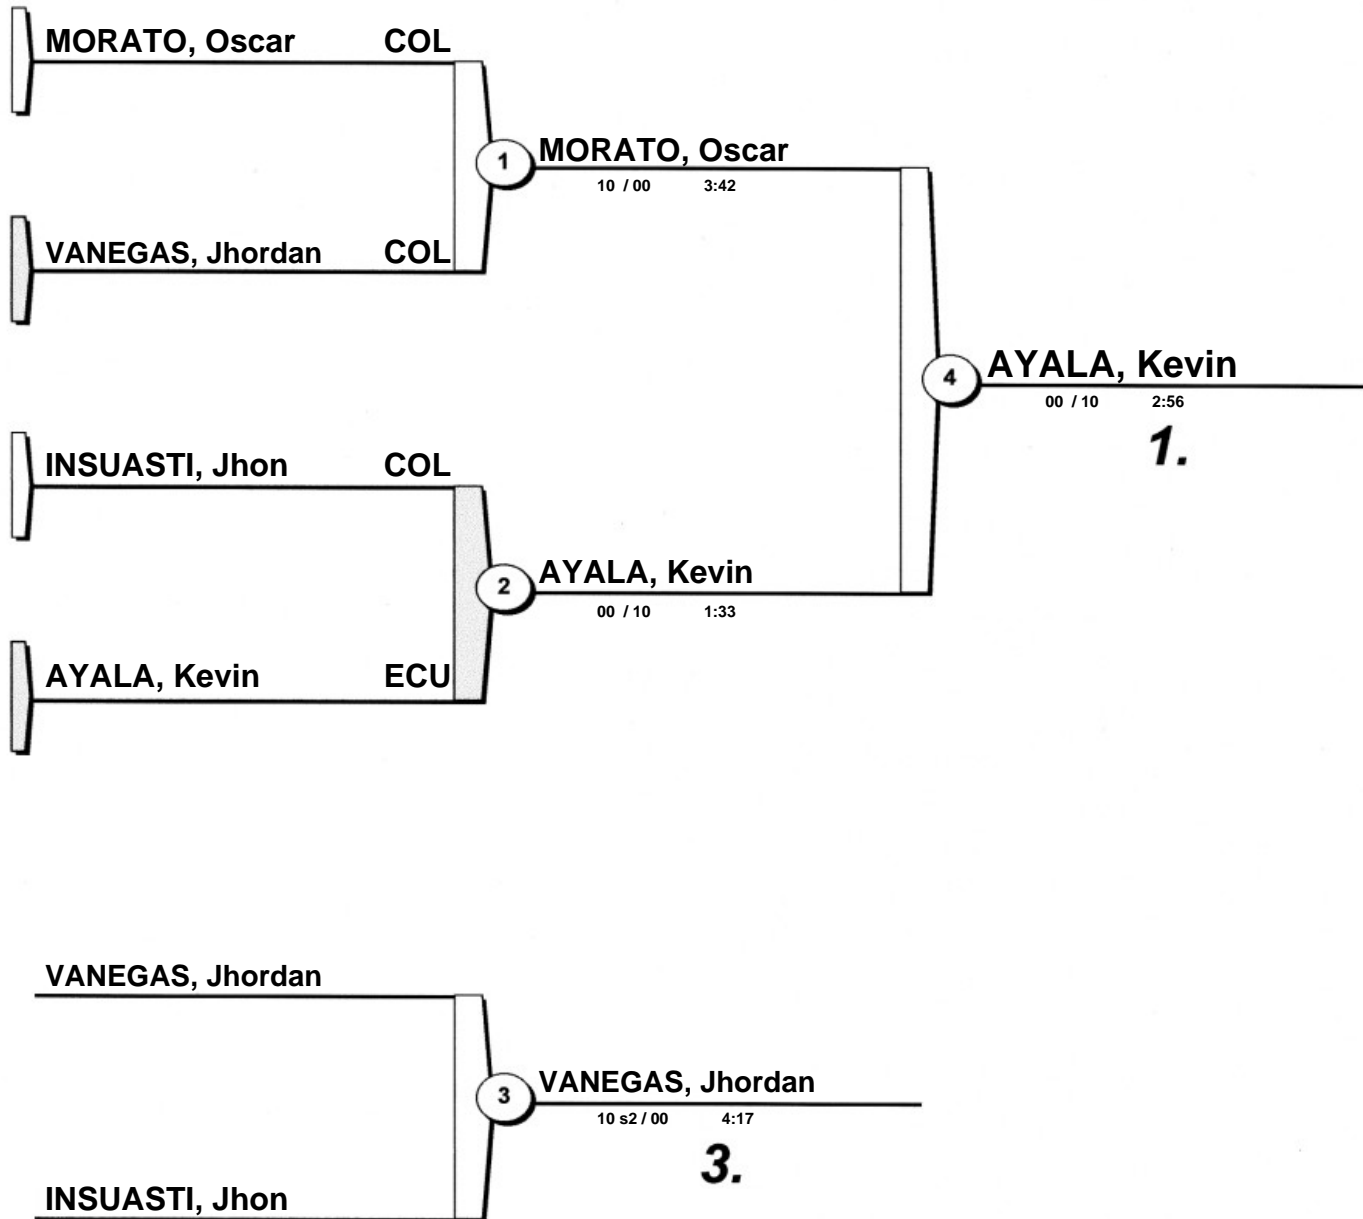 MORATO, Oscar COL
1 MORATO, Oscar
10 / 00 3:42
VANEGAS, Jhordan COL
4 AYALA, Kevin
00 / 10 2:56
1.
INSUASTI, Jhon COL
2 AYALA, Kevin
00 / 10 1:33
AYALA, Kevin ECU
VANEGAS, Jhordan
3 VANEGAS, Jhordan
10 s2 / 00 4:17
3.
INSUASTI, Jhon